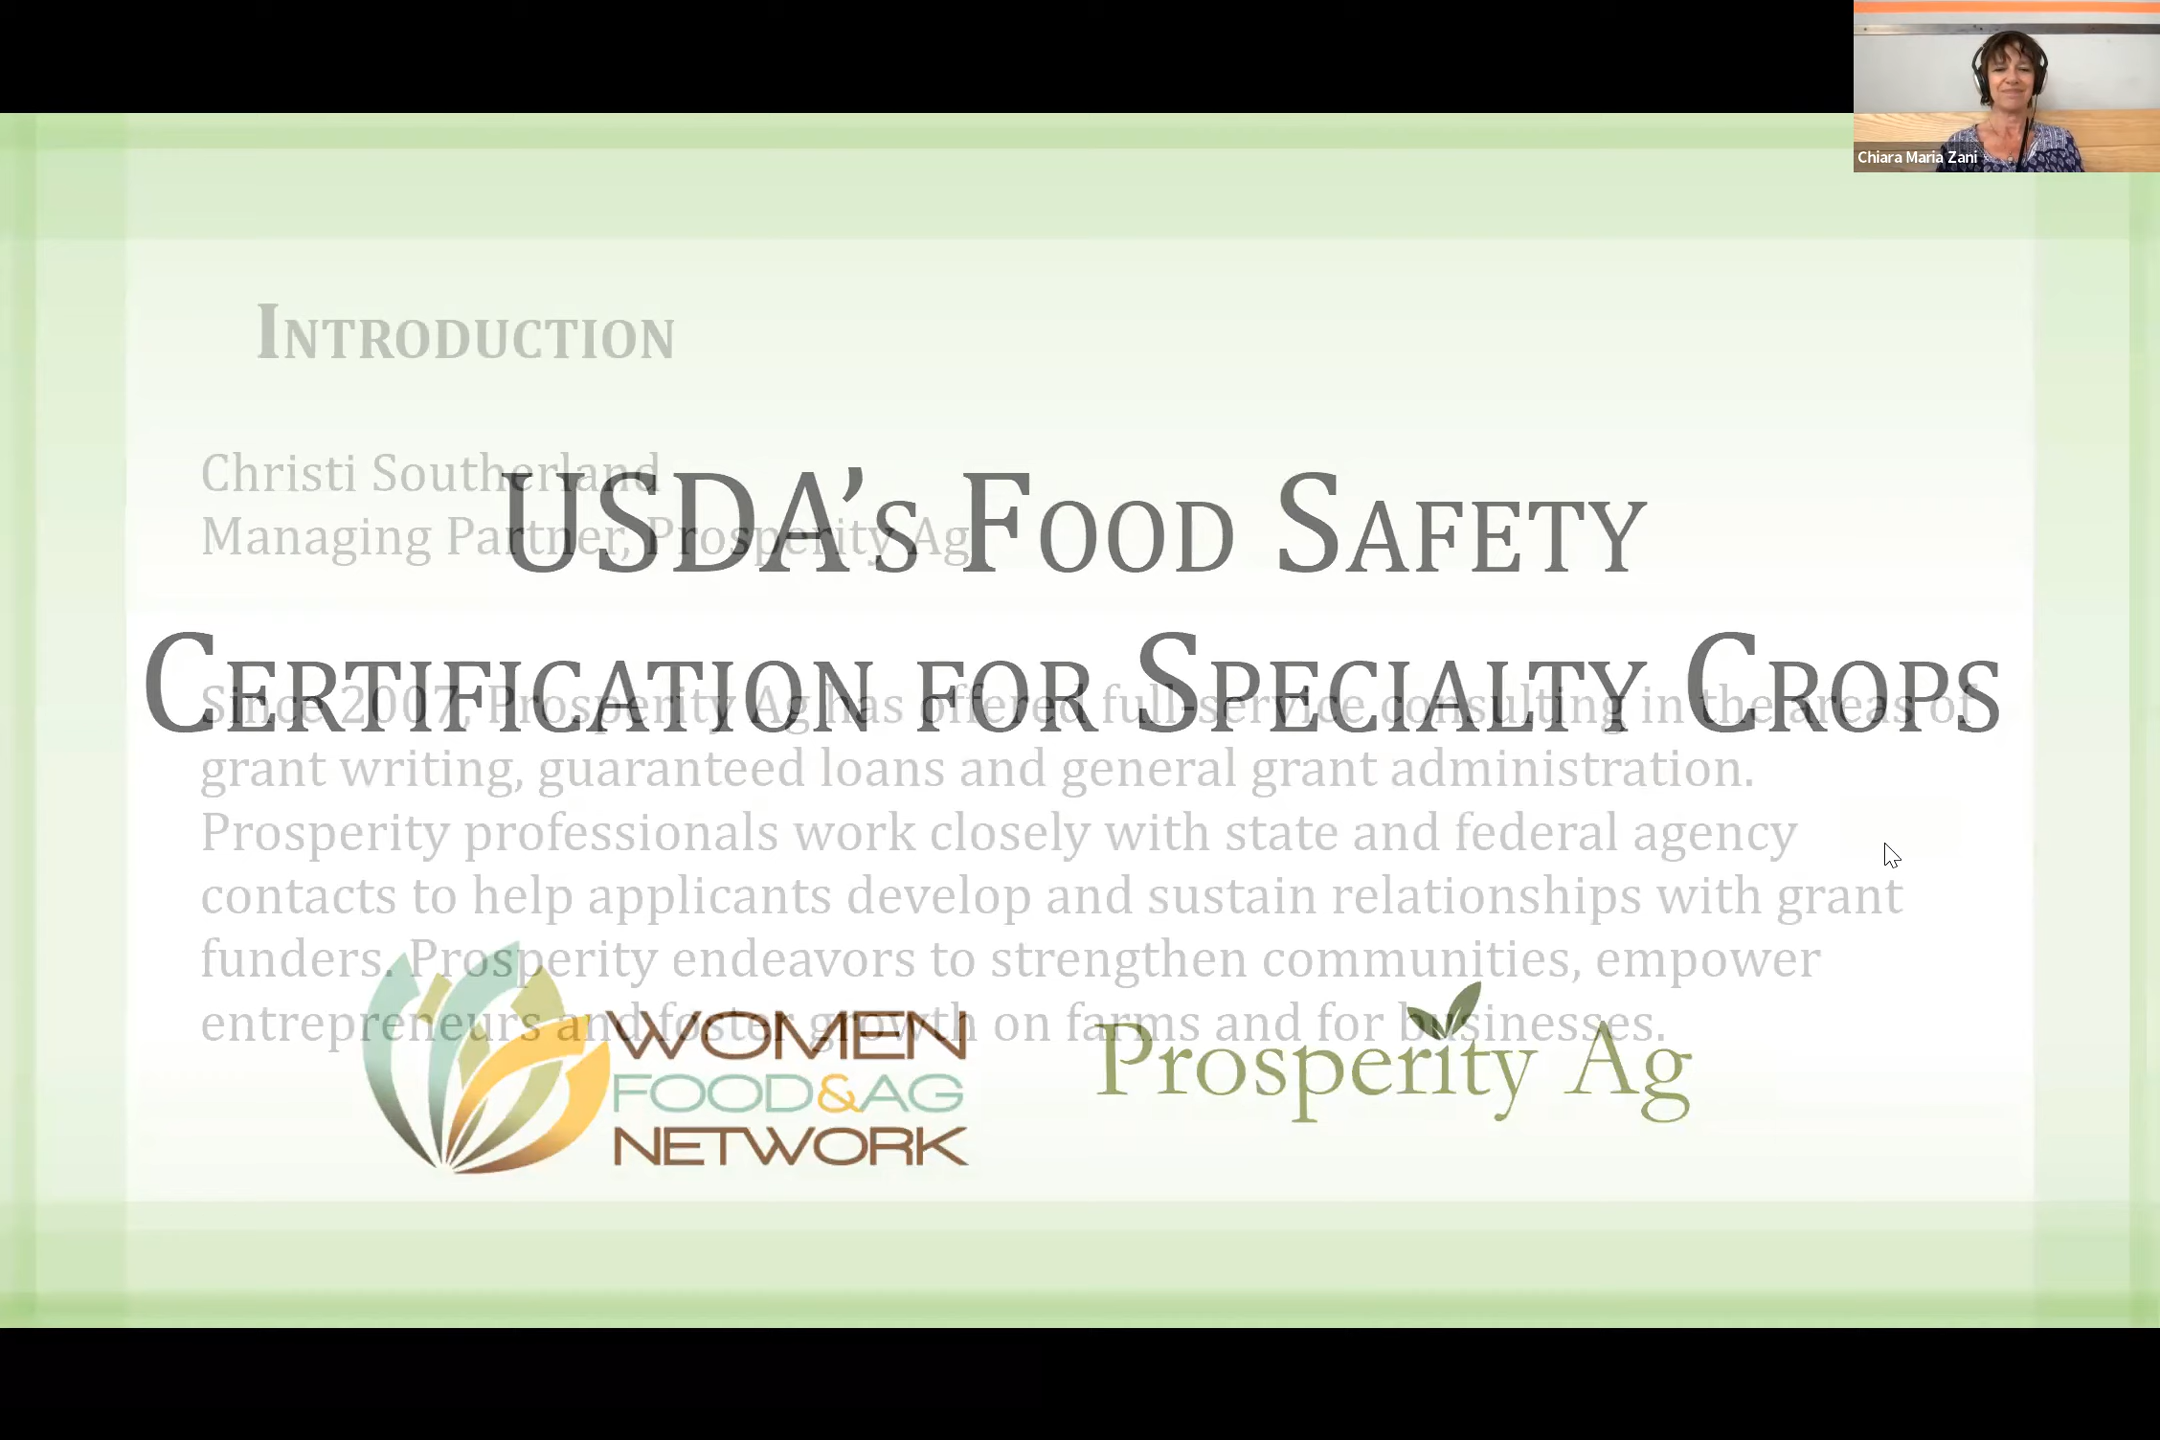 Chiara Maria Zani
INTRODUCTION
Christi Southerland
Managing Partner, Prosperity Ag
USDA's FOOD SAFETY
CERTIFICATION FOR SPECIALTY CROPS
Since 2007, Prosperity Ag has offered full-service consulting in the areas of
grant writing, guaranteed loans and general grant administration.
Prosperity professionals work closely with state and federal agency
contacts to help applicants develop and sustain relationships with grant
funders. Prosperity endeavors to strengthen communities, empower
entrepreneurs and foster growth on farms and for businesses.
WOMEN
FOOD&AG
NETWORK
Prosperity Ag